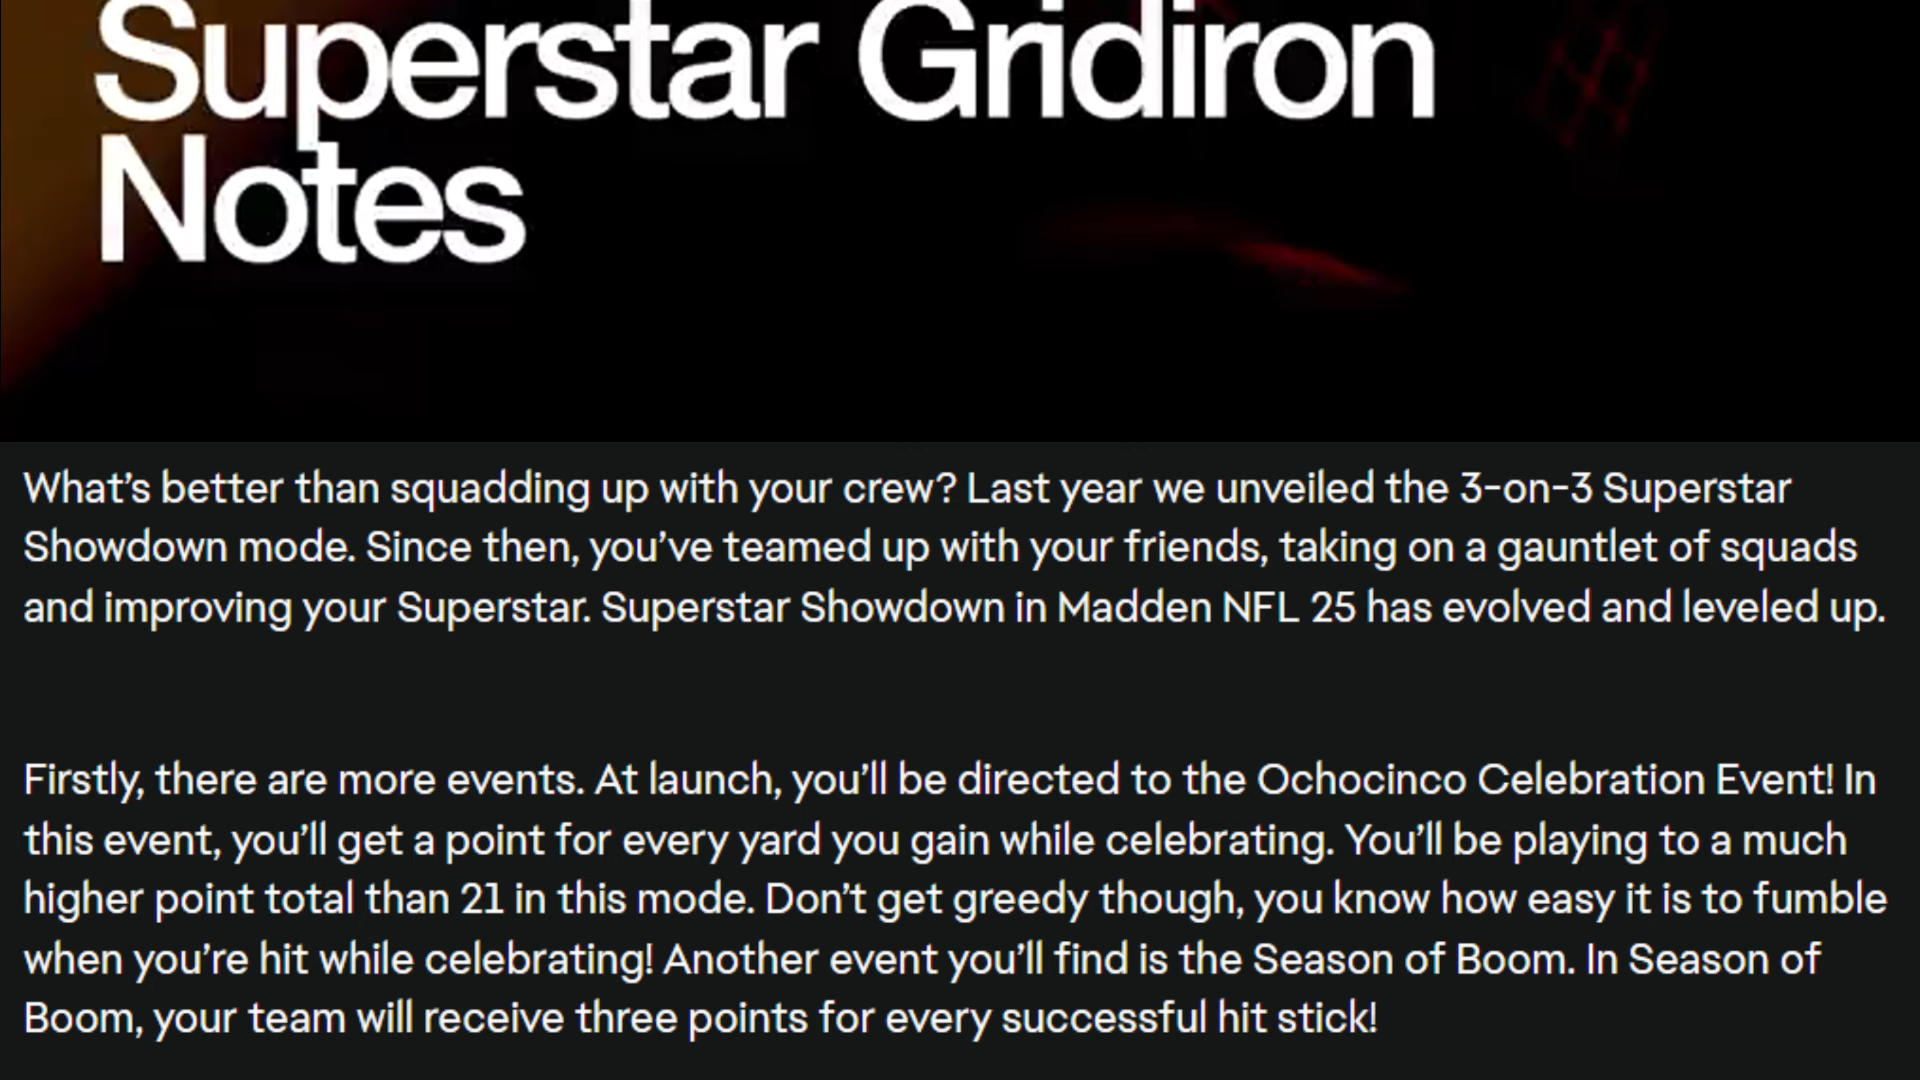 Superstar Gridiron
Notes
What’s better than squadding up with your crew? Last year we unveiled the 3-on-3 Superstar
Showdown mode. Since then, you’ve teamed up with your friends, taking on a gauntlet of squads
and improving your Superstar. Superstar Showdown in Madden NFL 25 has evolved and leveled up.
Firstly, there are more events. At launch, you’ll be directed to the Ochocinco Celebration Event! In
this event, you’ll get a point for every yard you gain while celebrating. You’ll be playing to a much
higher point total than 21 in this mode. Don’t get greedy though, you know how easy it is to fumble
when you’re hit while celebrating! Another event you’ll find is the Season of Boom. In Season of
Boom, your team will receive three points for every successful hit stick!